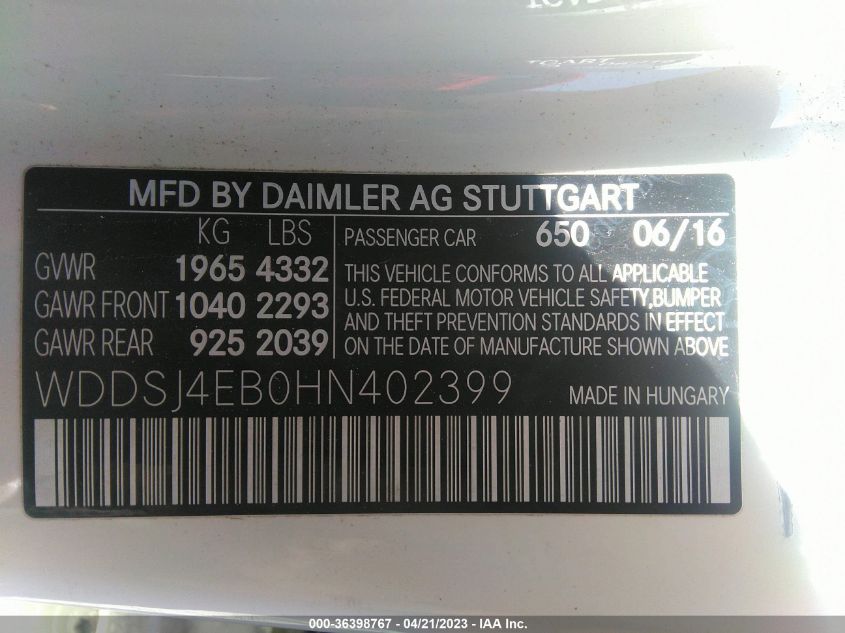 MFD BY DAIMLER AG STUTTGART
KG LBS
GVWR 1965 4332
GAWR FRONT 1040 2293
GAWR REAR 925 2039
PASSENGER CAR 650 06/16
THIS VEHICLE CONFORMS TO ALL APPLICABLE
U.S. FEDERAL MOTOR VEHICLE SAFETY,BUMPER
AND THEFT PREVENTION STANDARDS IN EFFECT
ON THE DATE OF MANUFACTURE SHOWN ABOVE
WDDSJ4EB0HN402399 MADE IN HUNGARY
000-36398767 - 04/21/2023 - IAA Inc.